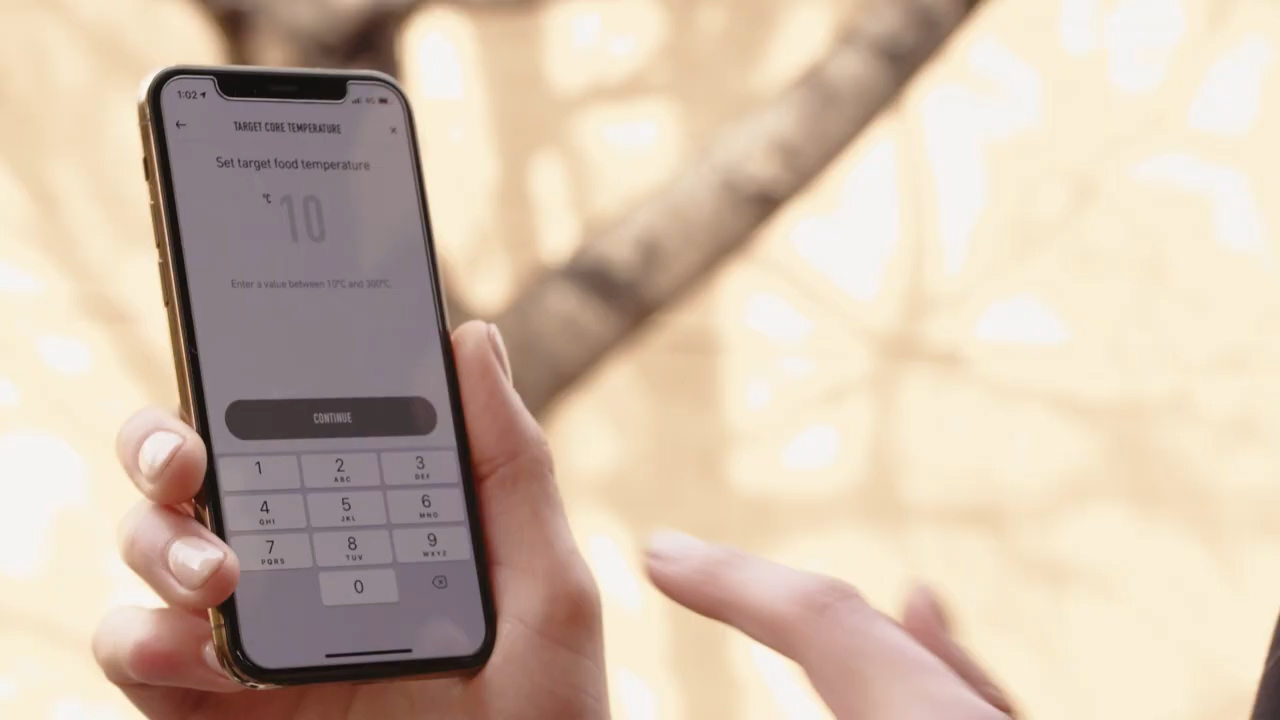 1:02 4G
TARGET CORE TEMPERATURE
Set target food temperature
°C 10
Enter a value between 10°C and 300°C.
CONTINUE
1 2 3
ABC DEF
4 5 6
GHI JKL MNO
7 8 9
PQRS TUV WXYZ
0